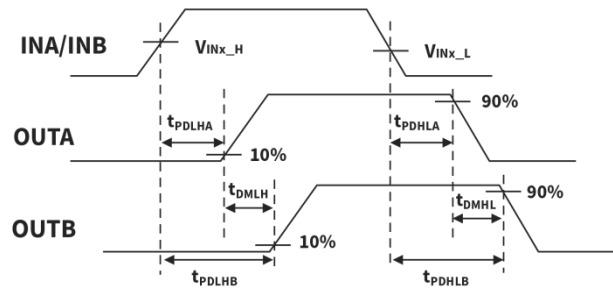 INA/INB
VINx_H
VINx_L
tPDLHA
tPDHLA
90%
OUTA
10%
tDMLH
tDMHL
90%
OUTB
10%
tPDLHB
tPDHLB